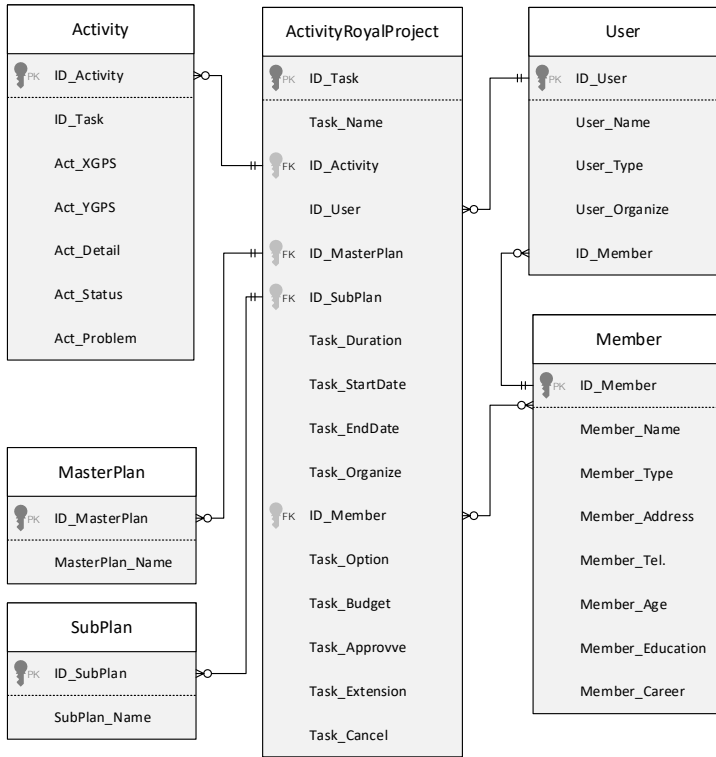 Activity
PK ID_Activity
ID_Task
Act_XGPS
Act_YGPS
Act_Detail
Act_Status
Act_Problem
MasterPlan
PK ID_MasterPlan
MasterPlan_Name
SubPlan
PK ID_SubPlan
SubPlan_Name
ActivityRoyalProject
PK ID_Task
Task_Name
FK ID_Activity
ID_User
FK ID_MasterPlan
FK ID_SubPlan
Task_Duration
Task_StartDate
Task_EndDate
Task_Organize
FK ID_Member
Task_Option
Task_Budget
Task_Approvve
Task_Extension
Task_Cancel
User
PK ID_User
User_Name
User_Type
User_Organize
ID_Member
Member
PK ID_Member
Member_Name
Member_Type
Member_Address
Member_Tel.
Member_Age
Member_Education
Member_Career